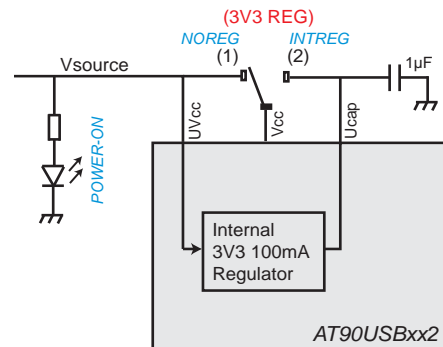 (3V3 REG)
NOREG INTREG
(1) (2)
Vsource
1µF
UVcc
Vcc
Ucap
POWER-ON
Internal
3V3 100mA
Regulator
AT90USBxx2